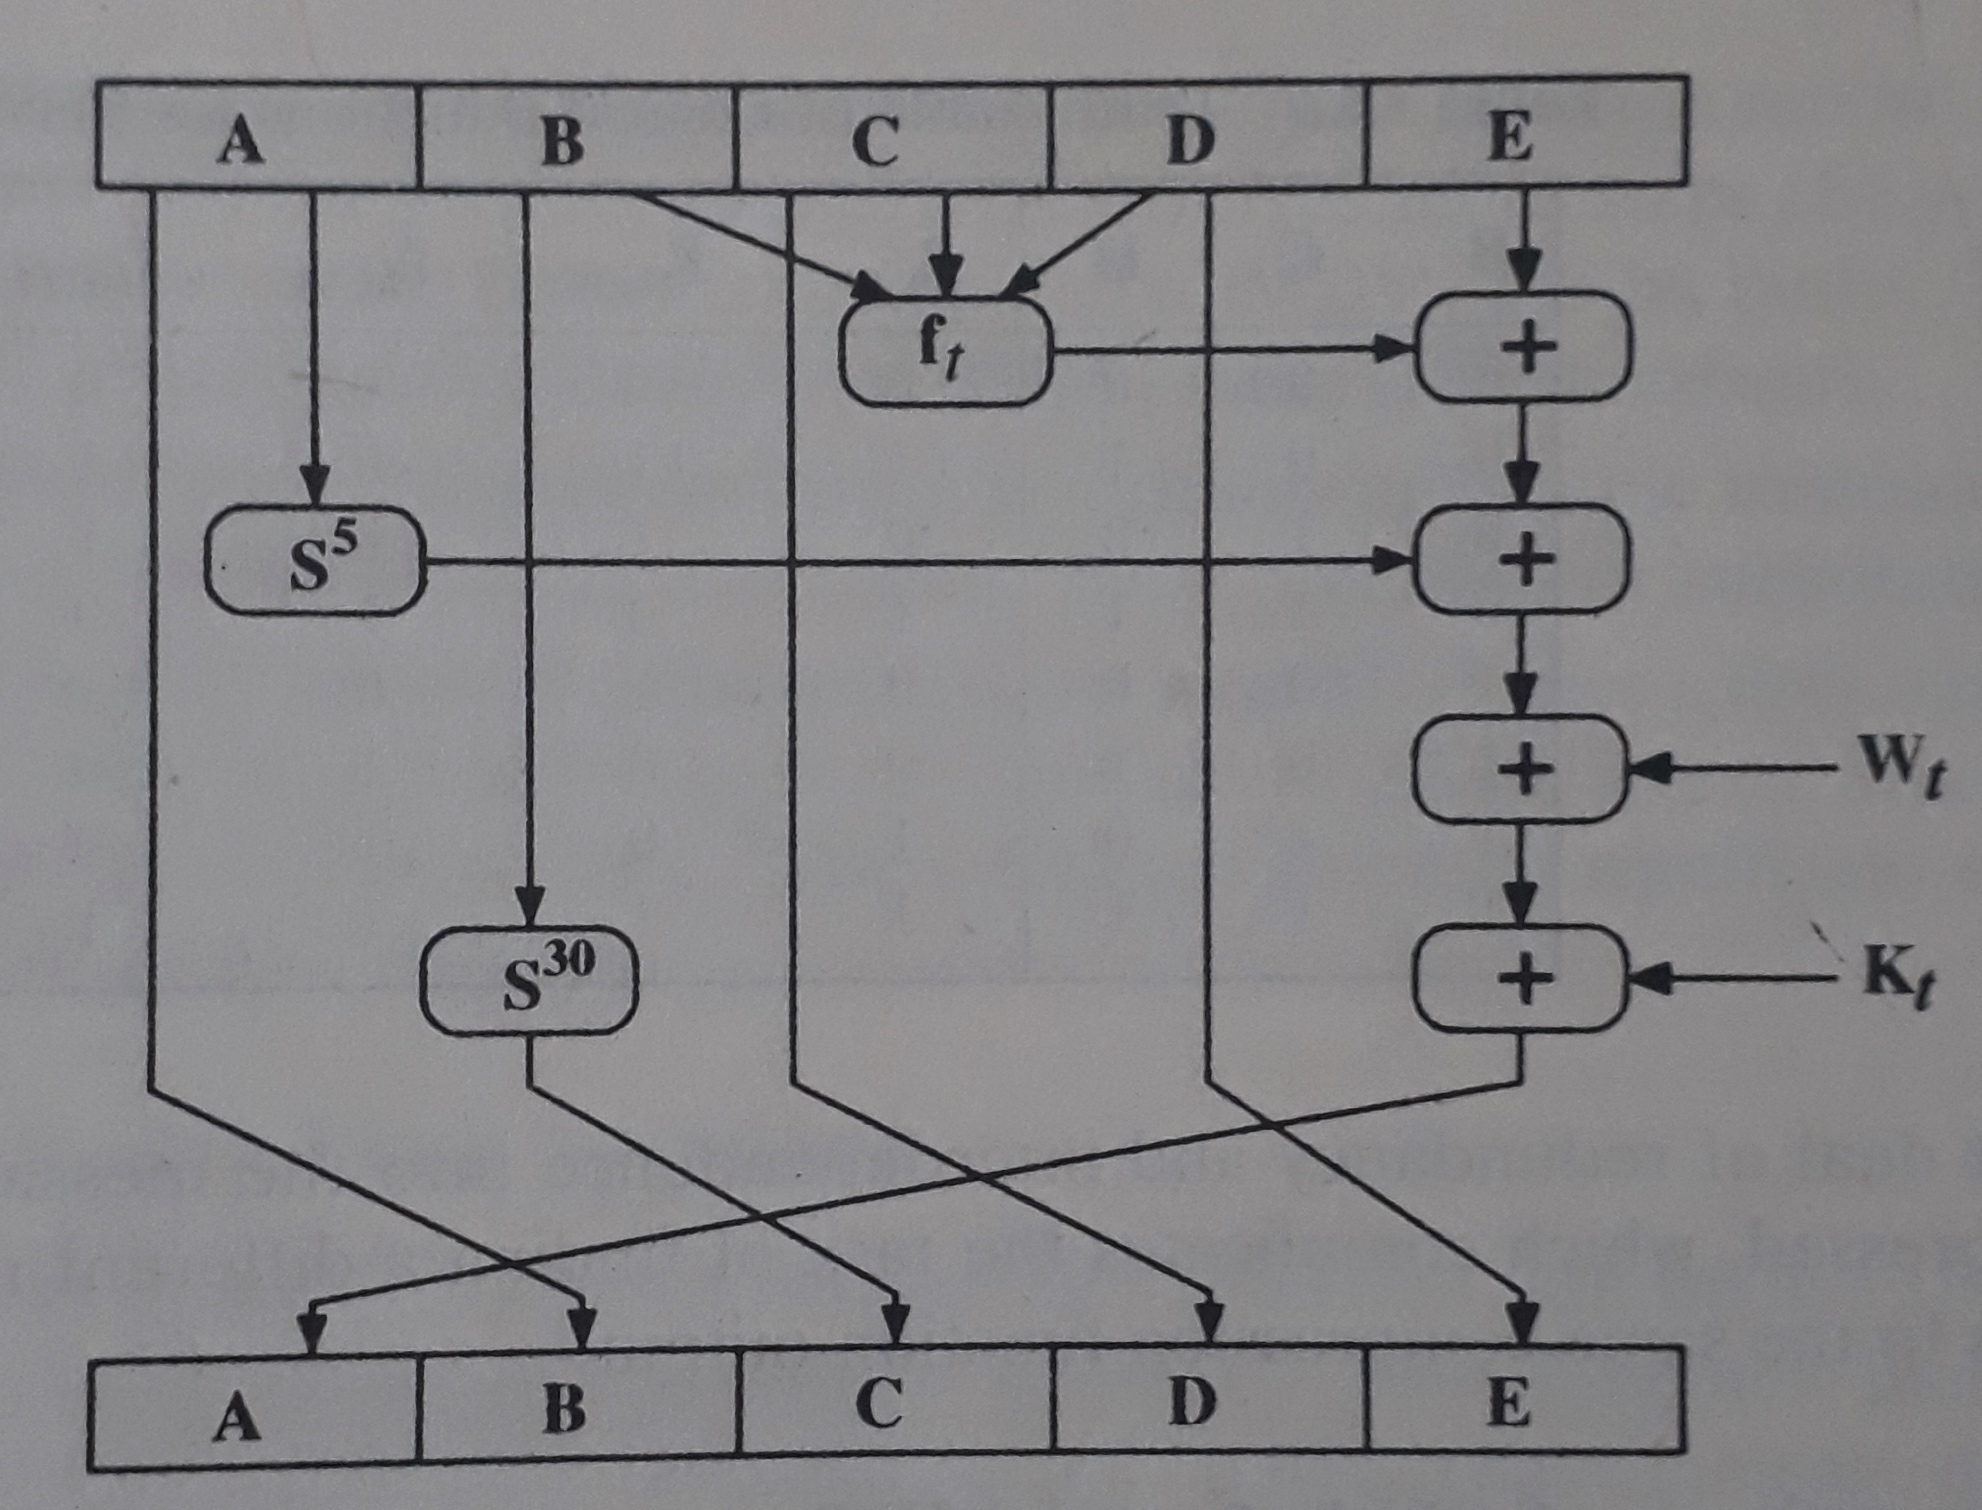 A B C D E
f_t +
S^5 +
+ W_t
S^30 + K_t
A B C D E